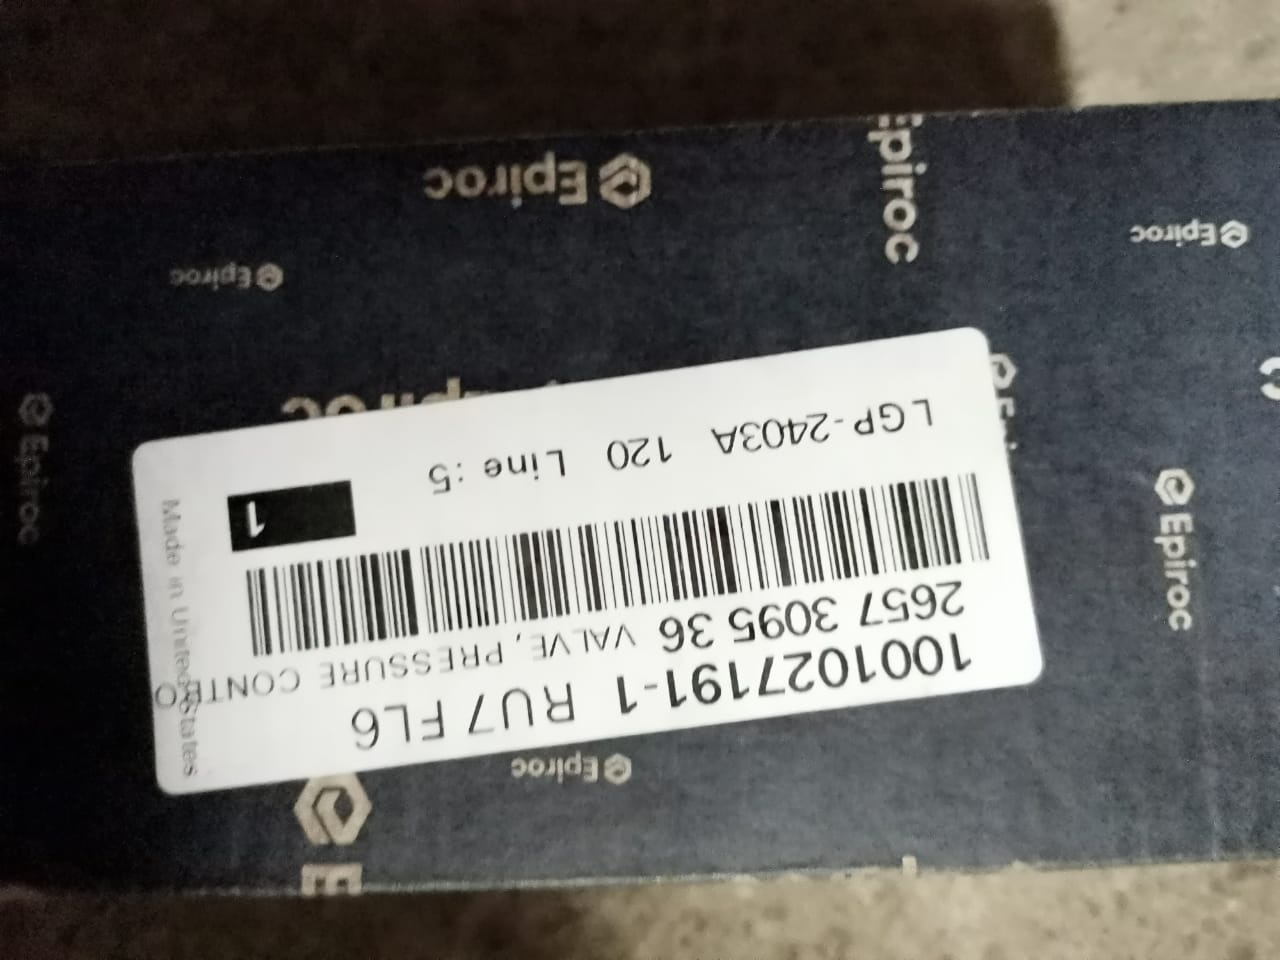 1001027191-1 RU7 FL6
2657 3095 36 VALVE, PRESSURE CONTRO
LGP-2403A 120 Line :5
1
Made in United States
Epiroc
Epiroc
Epiroc
Epiroc
Epiroc
Epiroc
Epiroc